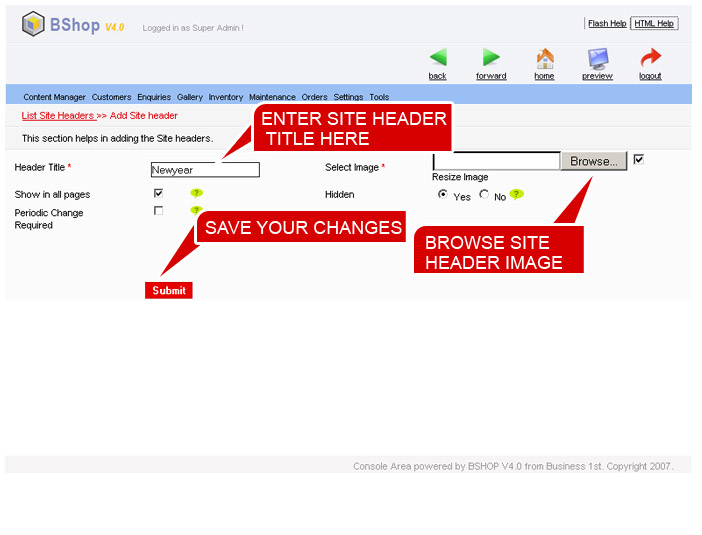 BShop V4.0
Logged in as Super Admin !
Flash Help
HTML Help
back forward home preview logout
Content Manager Customers Enquiries Gallery Inventory Maintenance Orders Settings Tools
List Site Headers >> Add Site header
ENTER SITE HEADER
TITLE HERE
This section helps in adding the Site headers.
Header Title *
Newyear
Select Image *
Browse...
Resize Image
Show in all pages
?
Hidden
Yes
No
?
Periodic Change
Required
?
SAVE YOUR CHANGES
BROWSE SITE
HEADER IMAGE
Submit
Console Area powered by BSHOP V4.0 from Business 1st. Copyright 2007.